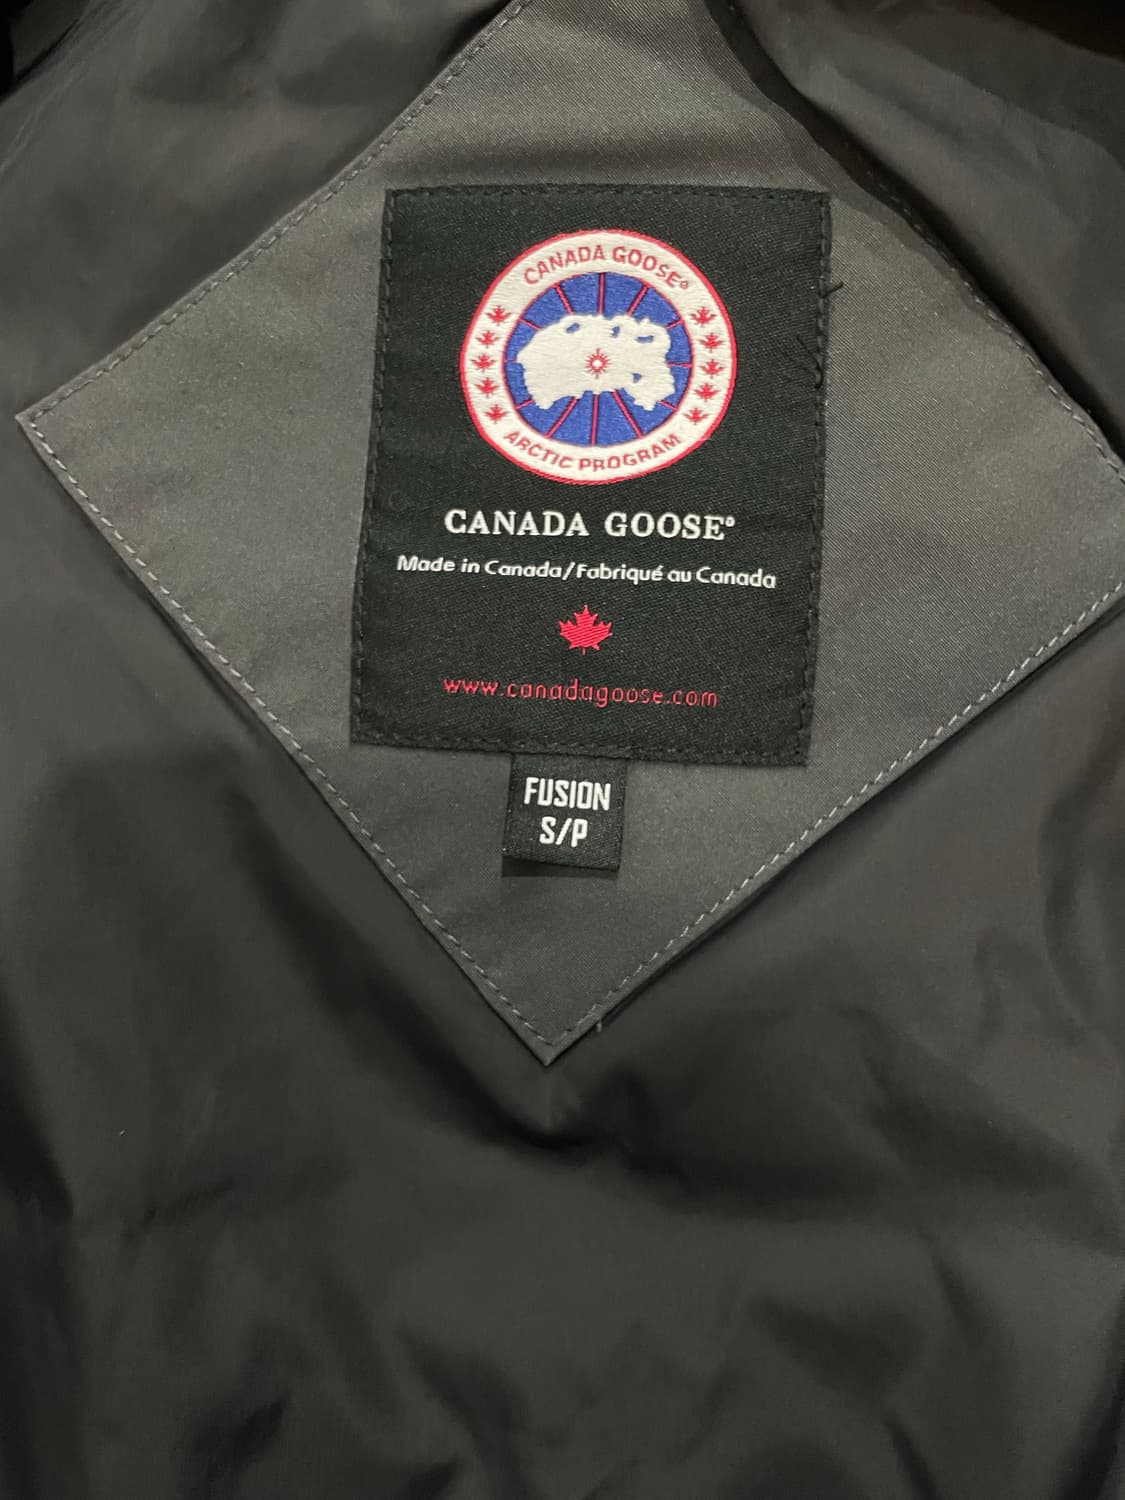 CANADA GOOSE®
ARCTIC PROGRAM
CANADA GOOSE®
Made in Canada/Fabriqué au Canada
www.canadagoose.com
FUSION
S/P